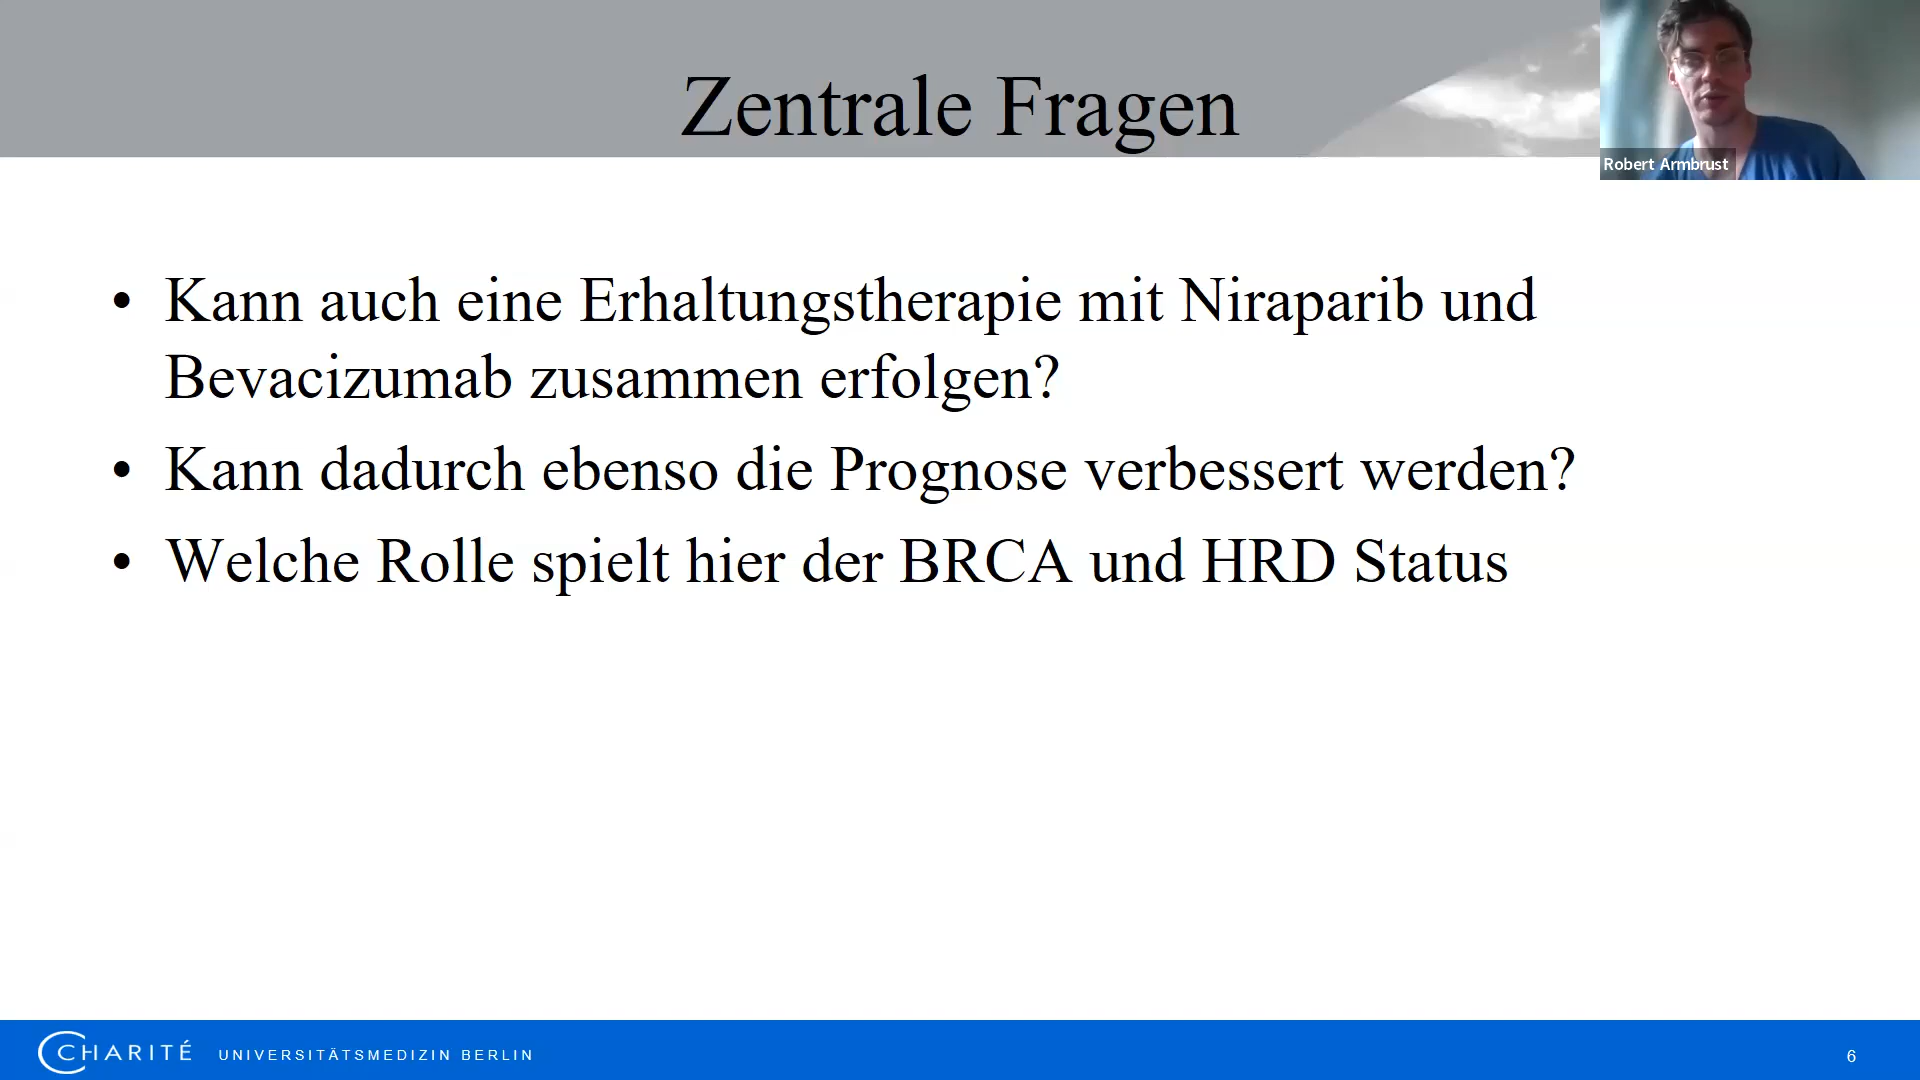 Zentrale Fragen
Robert Armbrust
• Kann auch eine Erhaltungstherapie mit Niraparib und
Bevacizumab zusammen erfolgen?
• Kann dadurch ebenso die Prognose verbessert werden?
• Welche Rolle spielt hier der BRCA und HRD Status
CHARITÉ UNIVERSITÄTSMEDIZIN BERLIN
6